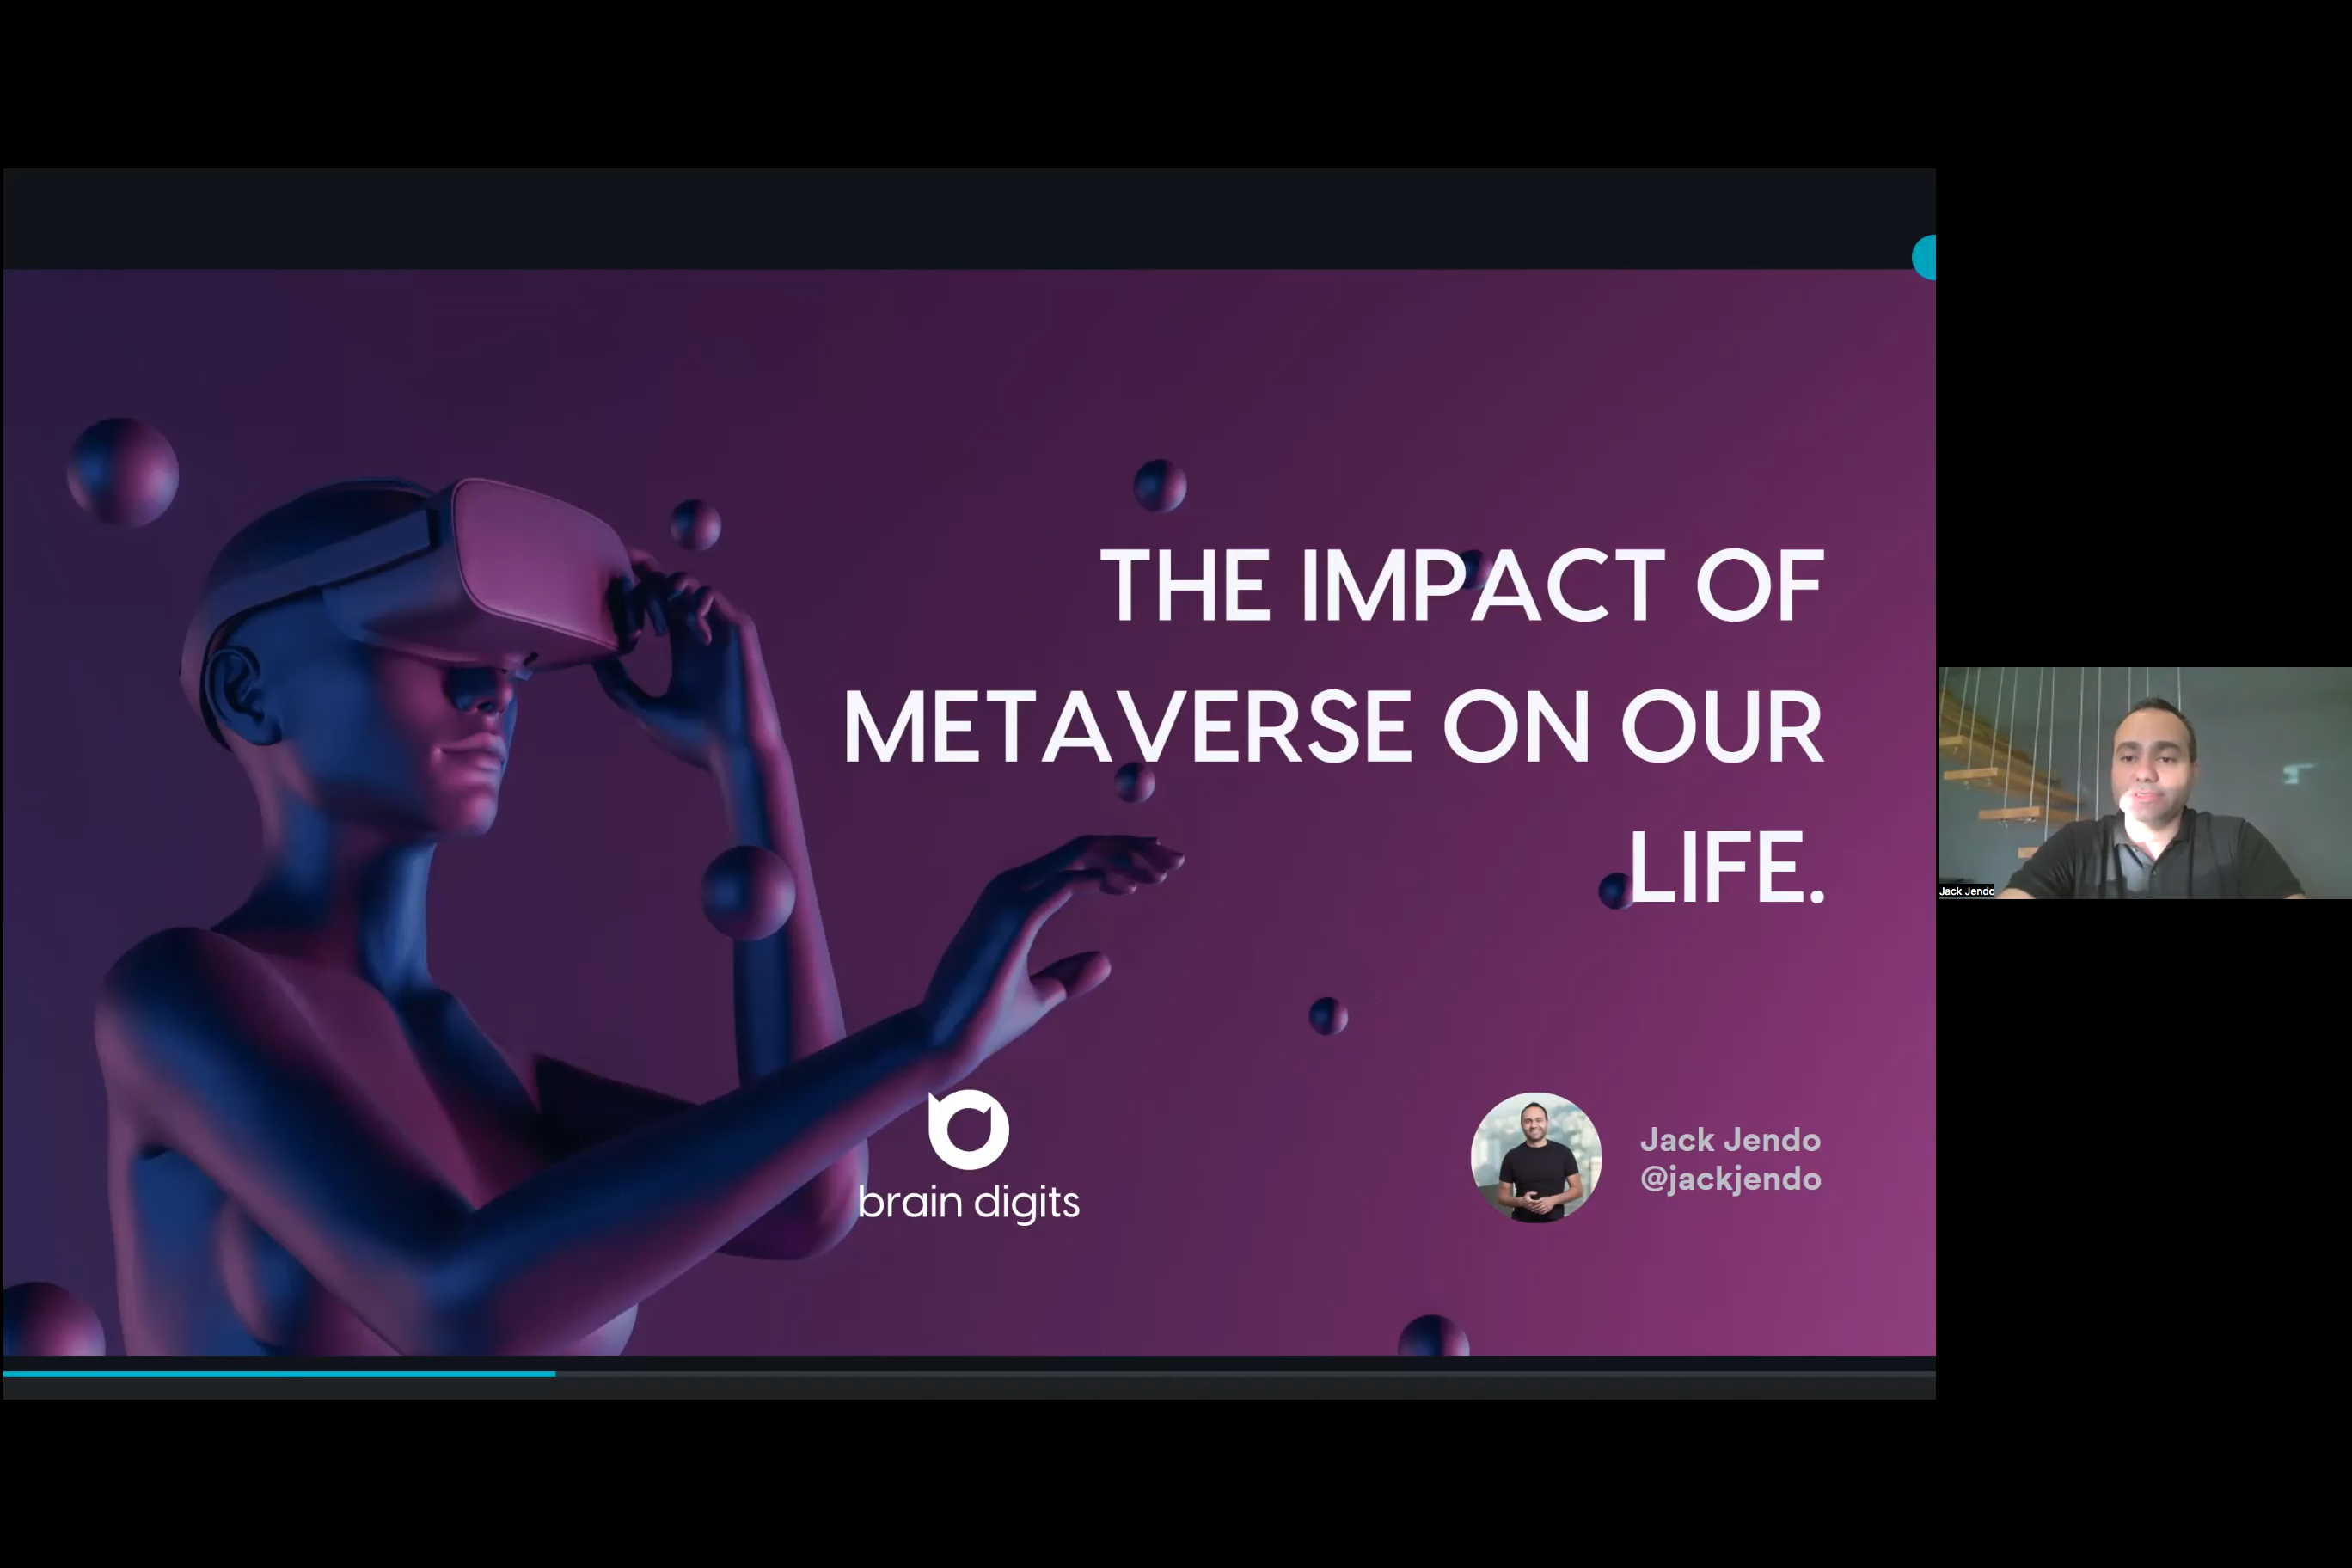 THE IMPACT OF
METAVERSE ON OUR
LIFE.
brain digits
Jack Jendo
@jackjendo
Jack Jendo